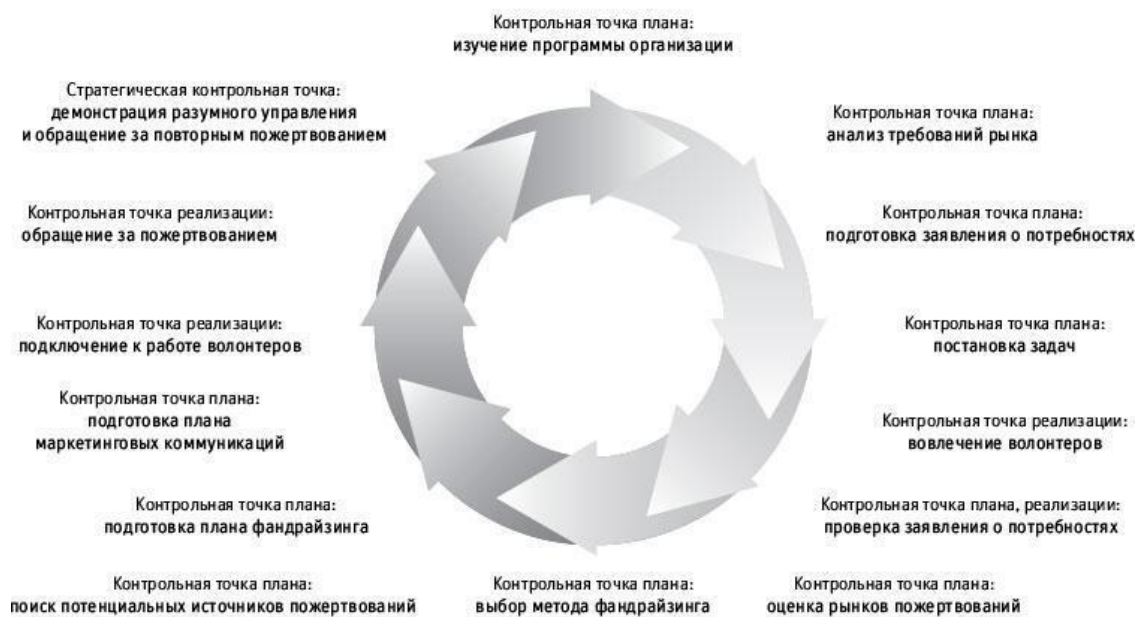 Контрольная точка плана:
изучение программы организации
Стратегическая контрольная точка:
демонстрация разумного управления
и обращение за повторным пожертвованием
Контрольная точка плана:
анализ требований рынка
Контрольная точка реализации:
обращение за пожертвованием
Контрольная точка плана:
подготовка заявления о потребностях
Контрольная точка реализации:
подключение к работе волонтеров
Контрольная точка плана:
постановка задач
Контрольная точка плана:
подготовка плана
маркетинговых коммуникаций
Контрольная точка реализации:
вовлечение волонтеров
Контрольная точка плана:
подготовка плана фандрайзинга
Контрольная точка плана, реализации:
проверка заявления о потребностях
Контрольная точка плана:
поиск потенциальных источников пожертвований
Контрольная точка плана:
выбор метода фандрайзинга
Контрольная точка плана:
оценка рынков пожертвований